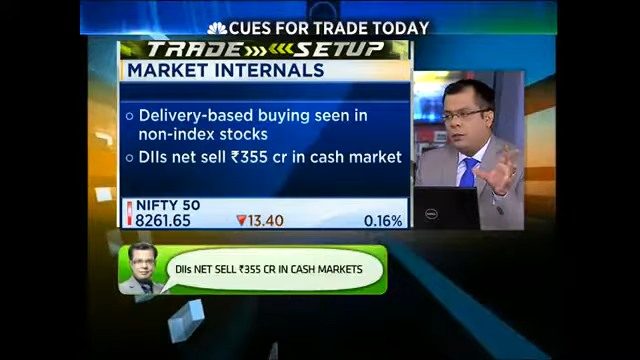 CUES FOR TRADE TODAY
TRADE >>> <<< SETUP
MARKET INTERNALS
○ Delivery-based buying seen in
non-index stocks
○ DIIs net sell ₹355 cr in cash market
NIFTY 50
8261.65 ▼13.40 0.16%
DELL
DIIs NET SELL ₹355 CR IN CASH MARKETS